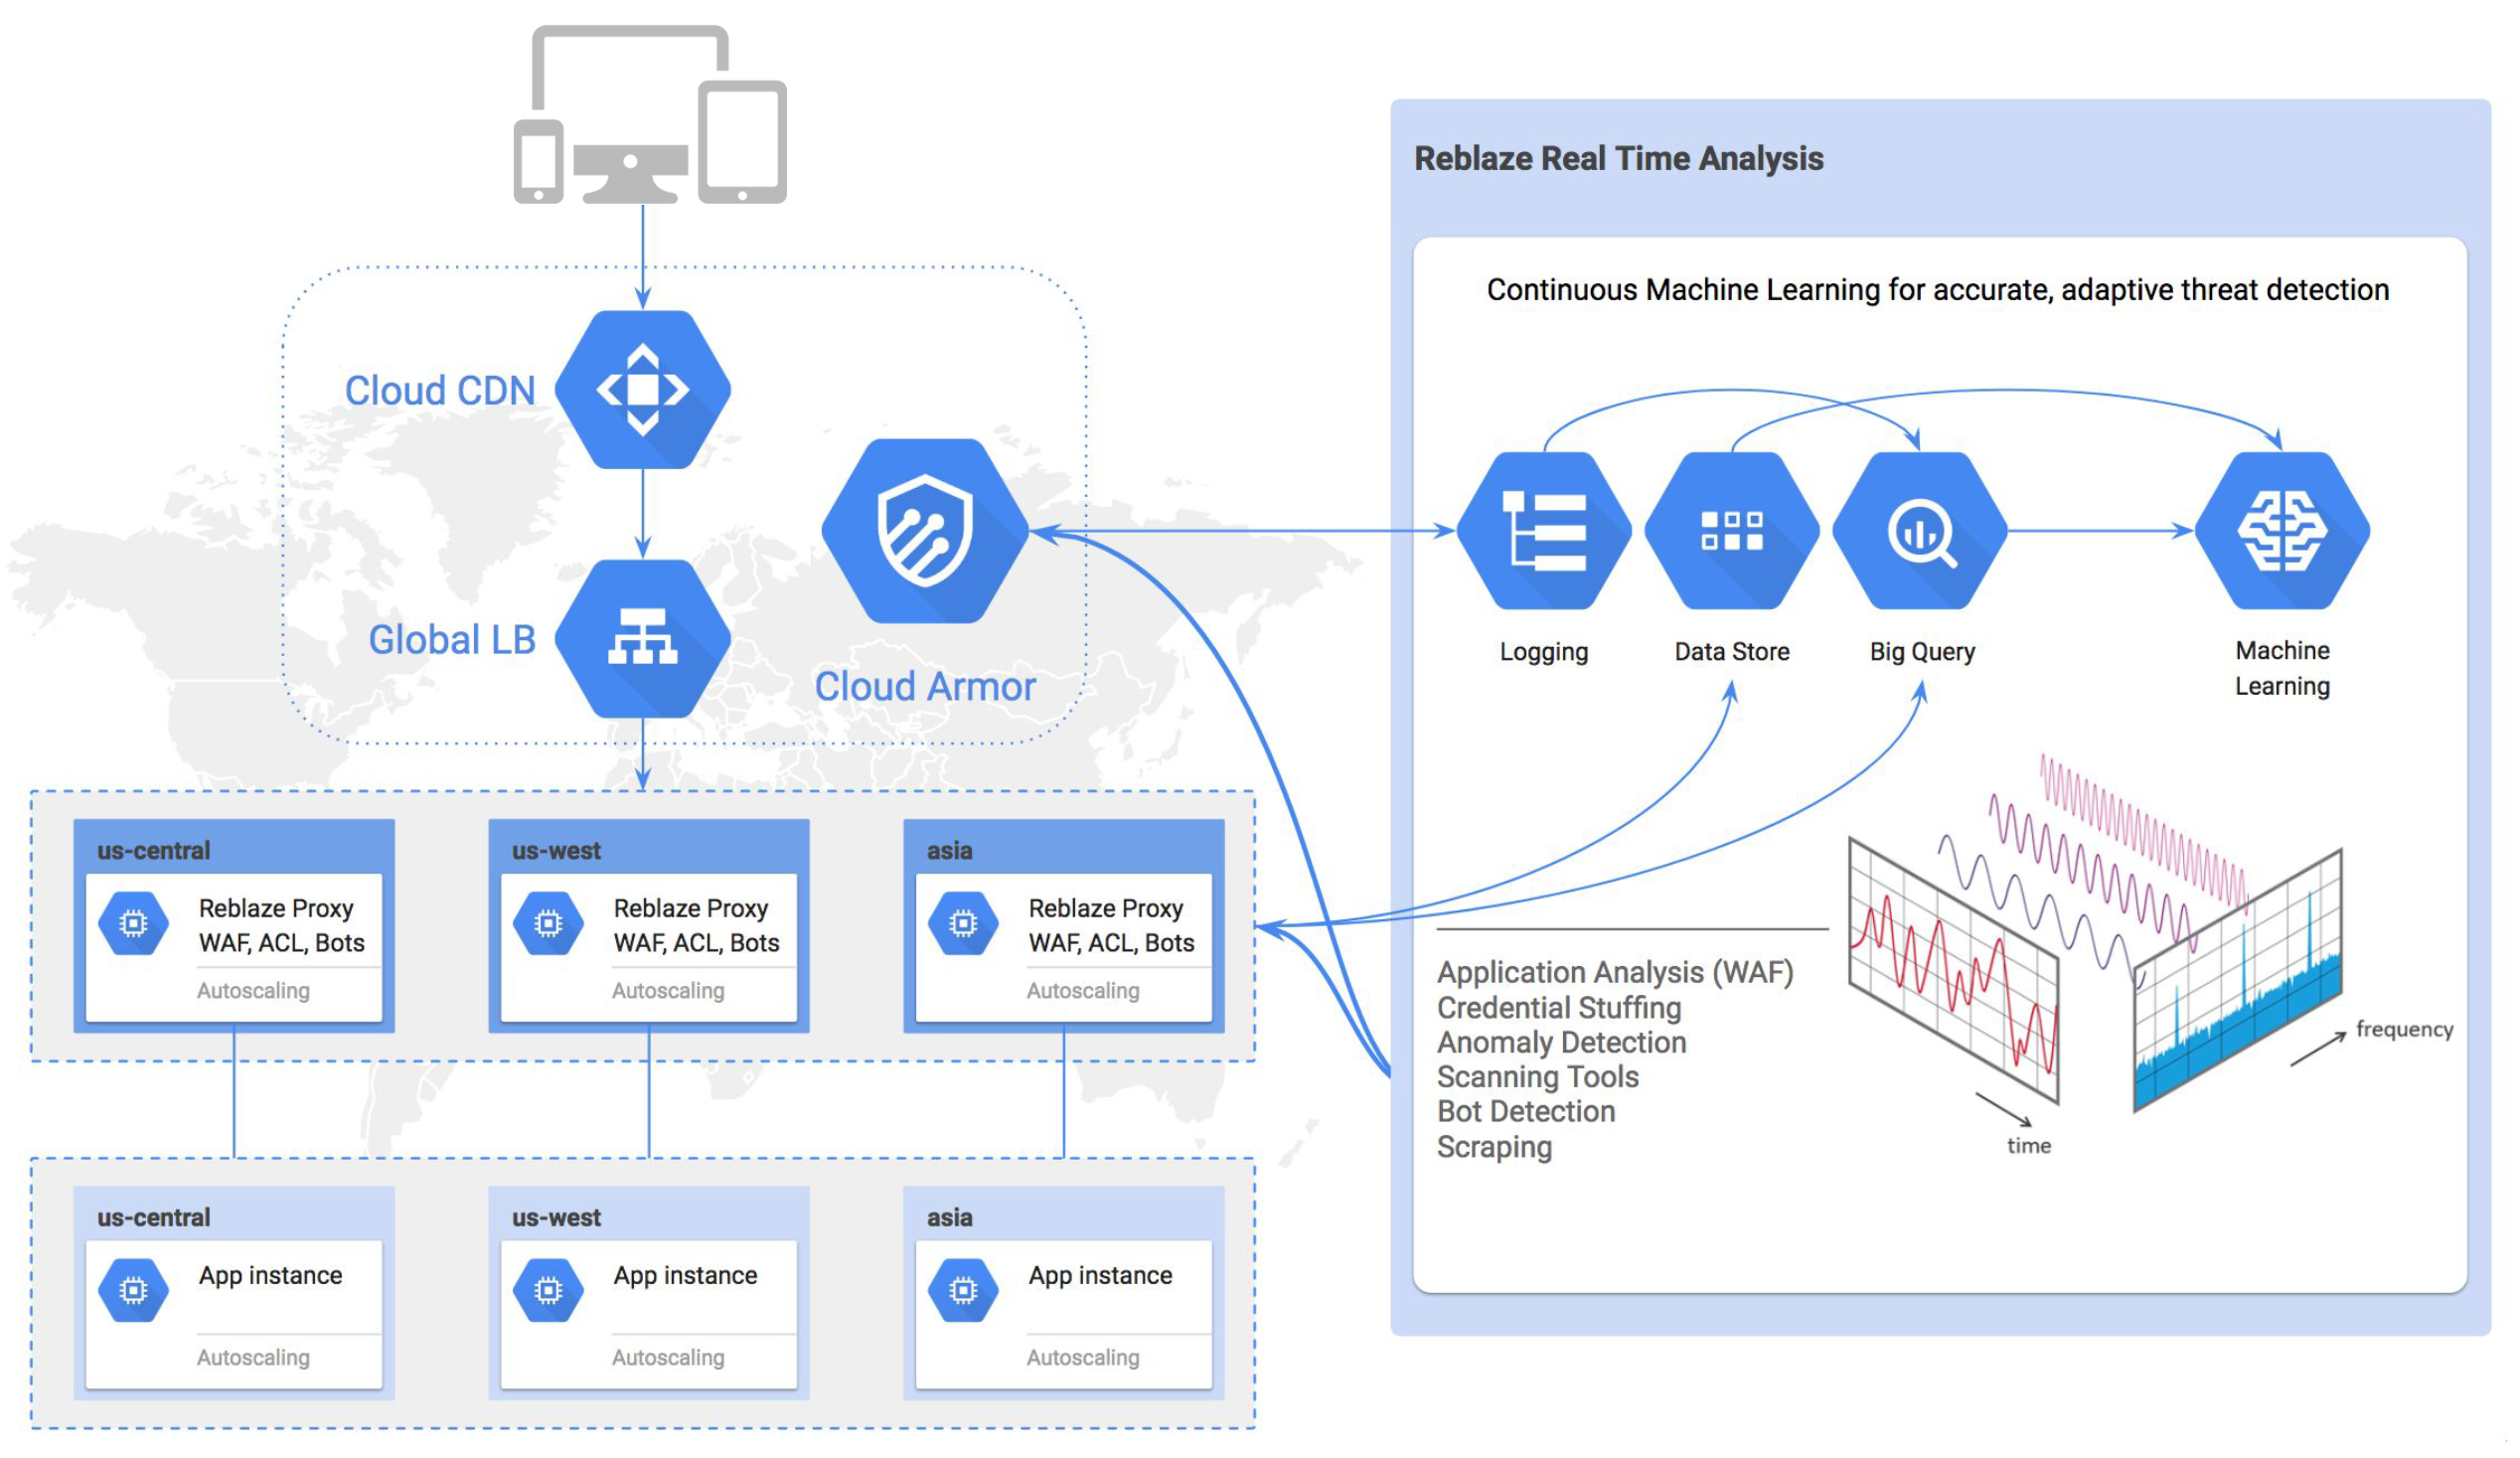 Reblaze Real Time Analysis
Continuous Machine Learning for accurate, adaptive threat detection
Cloud CDN
Global LB
Cloud Armor
Logging
Data Store
Big Query
Machine
Learning
us-central
Reblaze Proxy
WAF, ACL, Bots
Autoscaling
us-west
Reblaze Proxy
WAF, ACL, Bots
Autoscaling
asia
Reblaze Proxy
WAF, ACL, Bots
Autoscaling
Application Analysis (WAF)
Credential Stuffing
Anomaly Detection
Scanning Tools
Bot Detection
Scraping
time
frequency
us-central
App instance
Autoscaling
us-west
App instance
Autoscaling
asia
App instance
Autoscaling